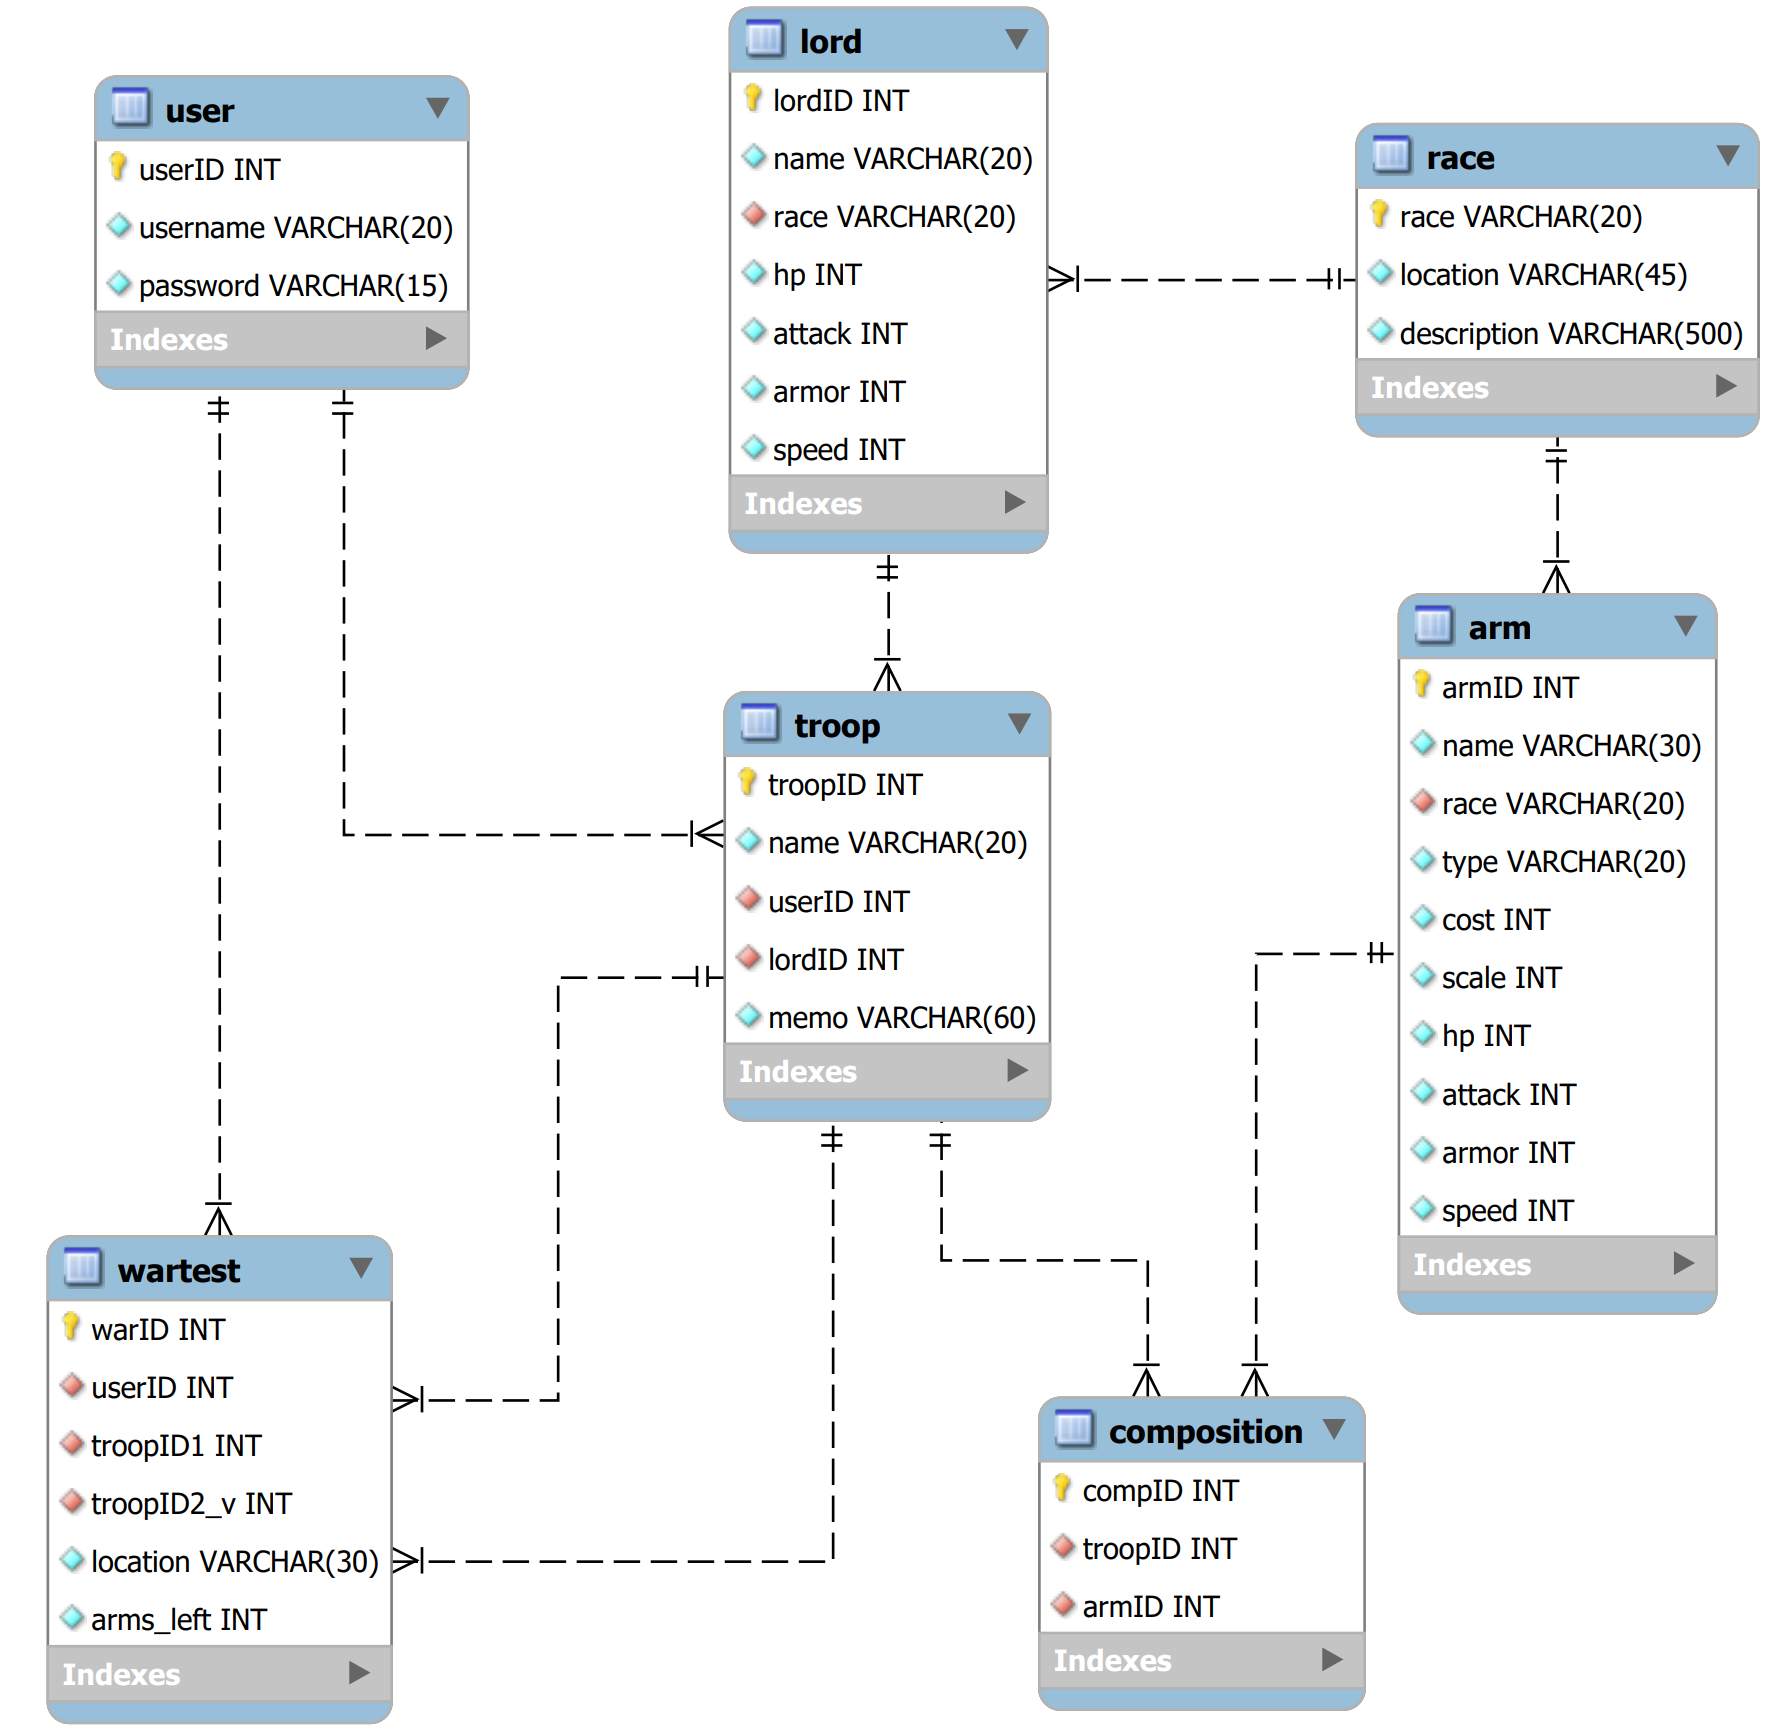 user
userID INT
username VARCHAR(20)
password VARCHAR(15)
Indexes
lord
lordID INT
name VARCHAR(20)
race VARCHAR(20)
hp INT
attack INT
armor INT
speed INT
Indexes
race
race VARCHAR(20)
location VARCHAR(45)
description VARCHAR(500)
Indexes
troop
troopID INT
name VARCHAR(20)
userID INT
lordID INT
memo VARCHAR(60)
Indexes
arm
armID INT
name VARCHAR(30)
race VARCHAR(20)
type VARCHAR(20)
cost INT
scale INT
hp INT
attack INT
armor INT
speed INT
Indexes
wartest
warID INT
userID INT
troopID1 INT
troopID2_v INT
location VARCHAR(30)
arms_left INT
Indexes
composition
compID INT
troopID INT
armID INT
Indexes